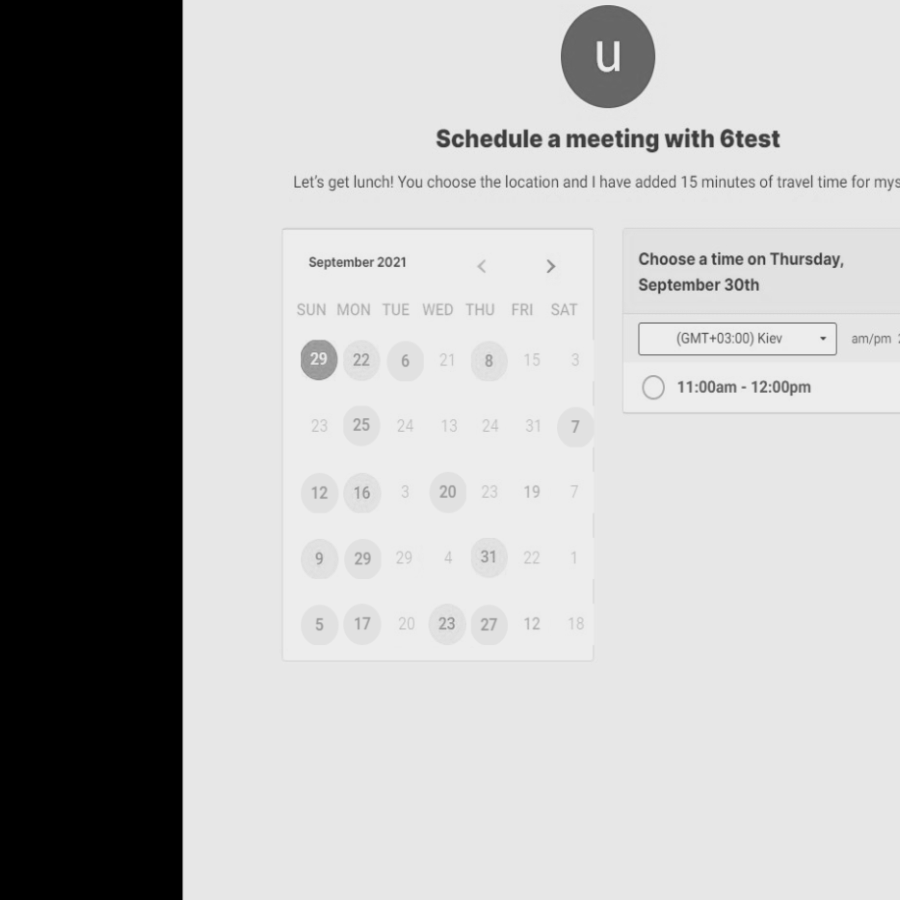 u
Schedule a meeting with 6test
Let's get lunch! You choose the location and I have added 15 minutes of travel time for
September 2021
SUN MON TUE WED THU FRI SAT
29 22 6 21 8 15 3
23 25 24 13 24 31 7
12 16 3 20 23 19 7
9 29 29 4 31 22 1
5 17 20 23 27 12 18
Choose a time on Thursday,
September 30th
(GMT+03:00) Kiev
am/pm
11:00am - 12:00pm